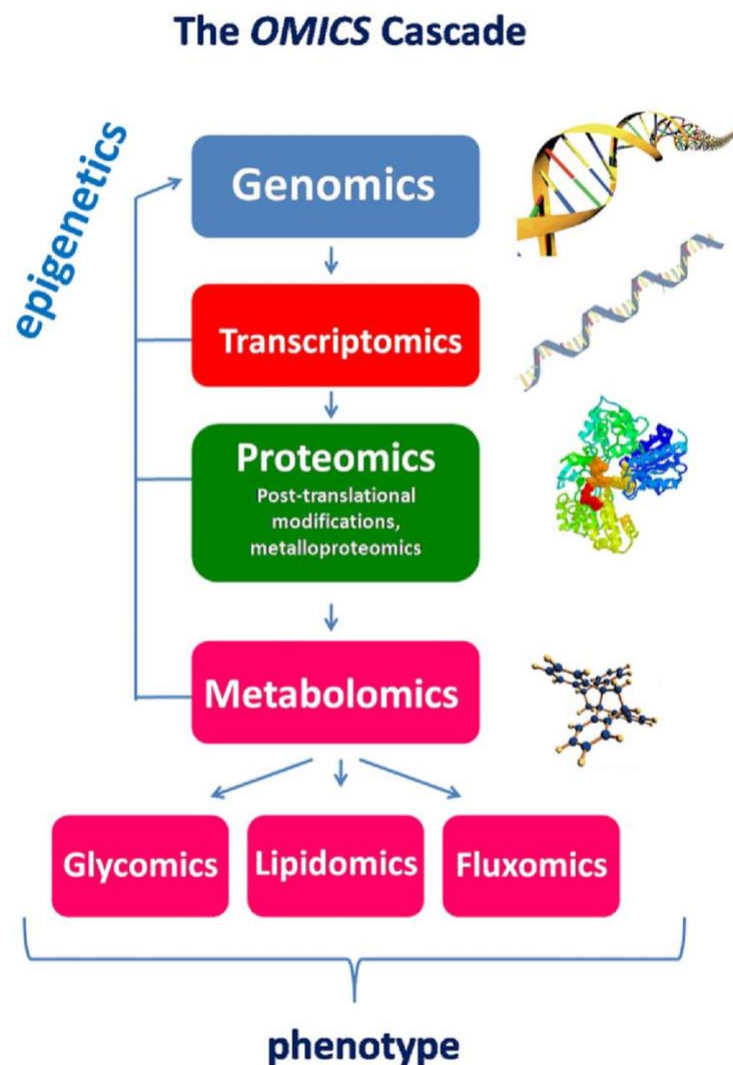 The OMICS Cascade
epigenetics
Genomics
Transcriptomics
Proteomics
Post-translational
modifications,
metalloproteomics
Metabolomics
Glycomics
Lipidomics
Fluxomics
phenotype